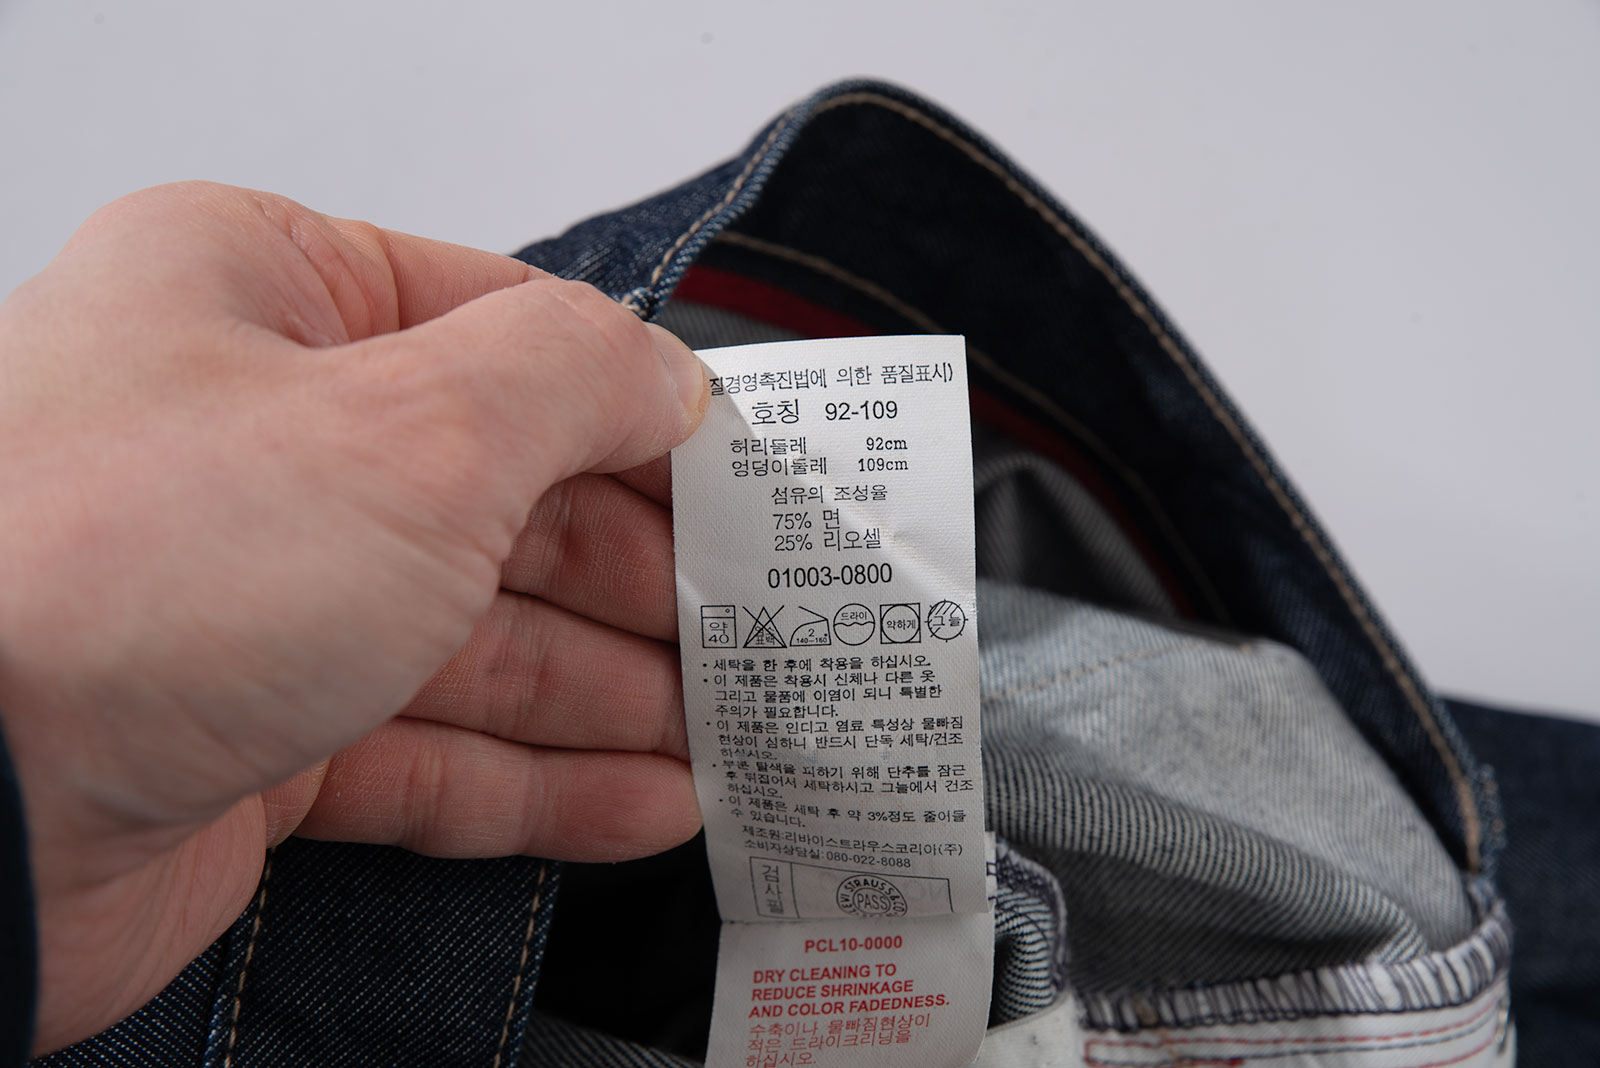 질경영촉진법에 의한 품질표시)
호칭 92-109
허리둘레 92cm
엉덩이둘레 109cm
섬유의 조성율
75% 면
25% 리오셀
01003-0800
약
40
염소
표백
2
140~160
드라이
약하게
그늘
• 세탁을 한 후에 착용을 하십시오.
• 이 제품은 착용시 신체나 다른 옷
그리고 물품에 이염이 되니 특별한
주의가 필요합니다.
• 이 제품은 인디고 염료 특성상 물빠짐
현상이 심하니 반드시 단독 세탁/건조
하십시오.
• 부분 탈색을 피하기 위해 단추를 잠근
후 뒤집어서 세탁하시고 그늘에서 건조
하십시오.
• 이 제품은 세탁 후 약 3%정도 줄어들
수 있습니다.
제조원:리바이스트라우스코리아(주)
소비자상담실:080-022-8088
검사필
LEVI STRAUSS & CO
PASS
PCL10-0000
DRY CLEANING TO
REDUCE SHRINKAGE
AND COLOR FADEDNESS.
수축이나 물빠짐현상이
적은 드라이크리닝을
하십시오.